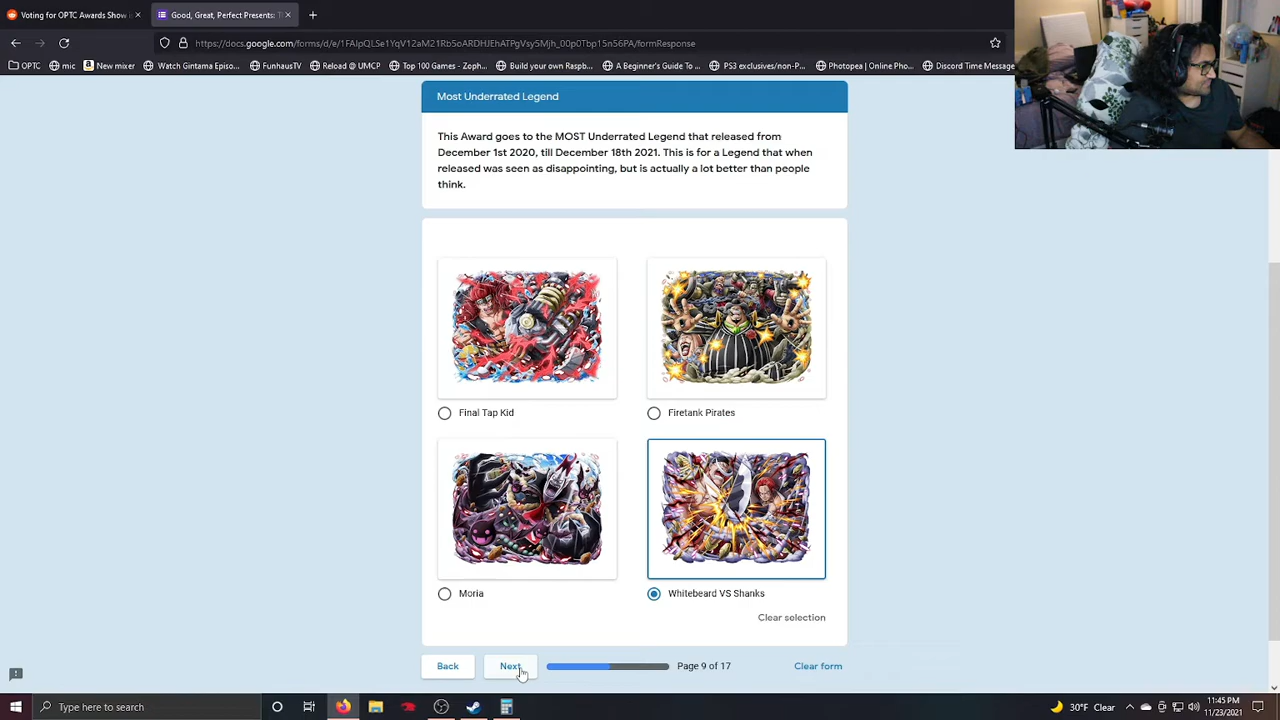 Voting for OPTC Awards Show i
Good, Great, Perfect Presents: T
https://docs.google.com/forms/d/e/1FAIpQLSe1YqV12aM21Rb5oARDHJEhATPgVsy5Mjh_00p0Tbp15n56PA/formResponse
OPTC
mic
New mixer
Watch Gintama Episo...
FunhausTV
Reload @ UMCP
Top 100 Games - Zoph...
Build your own Raspb...
A Beginner's Guide To ...
PS3 exclusives/non-P...
Photopea | Online Pho...
Discord Time Message
Most Underrated Legend
This Award goes to the MOST Underrated Legend that released from
December 1st 2020, till December 18th 2021. This is for a Legend that when
released was seen as disappointing, but is actually a lot better than people
think.
Final Tap Kid
Firetank Pirates
Moria
Whitebeard VS Shanks
Clear selection
Back
Next
Page 9 of 17
Clear form
Type here to search
30°F Clear
11:45 PM
11/23/2021